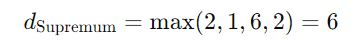 d_Supremum = max(2, 1, 6, 2) = 6